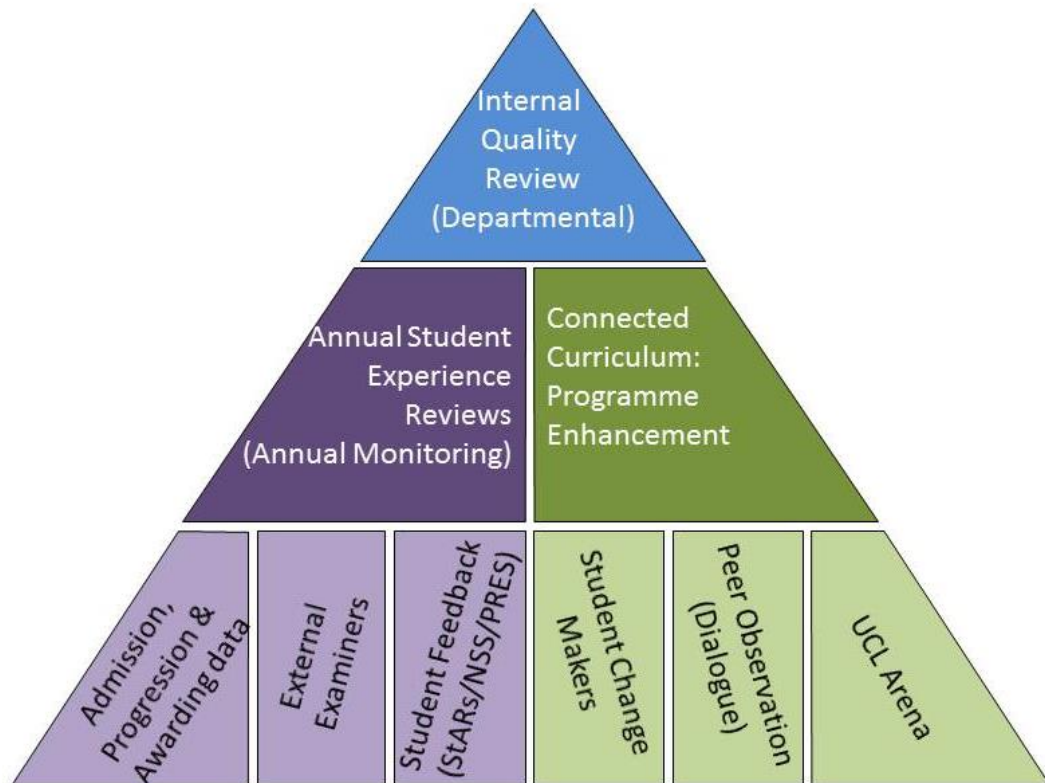 Internal
Quality
Review
(Departmental)
Annual Student
Experience
Reviews
(Annual Monitoring)
Connected
Curriculum:
Programme
Enhancement
Admission,
Progression &
Awarding data
External
Examiners
Student Feedback
(StARs/NSS/PRES)
Student Change
Makers
Peer Observation
(Dialogue)
UCL Arena